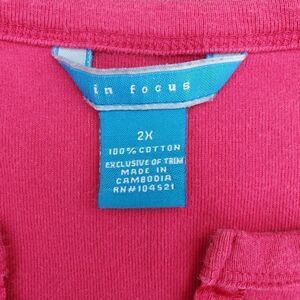 in focus
2X
100% COTTON
EXCLUSIVE OF TRIM
MADE IN
CAMBODIA
RN#104521